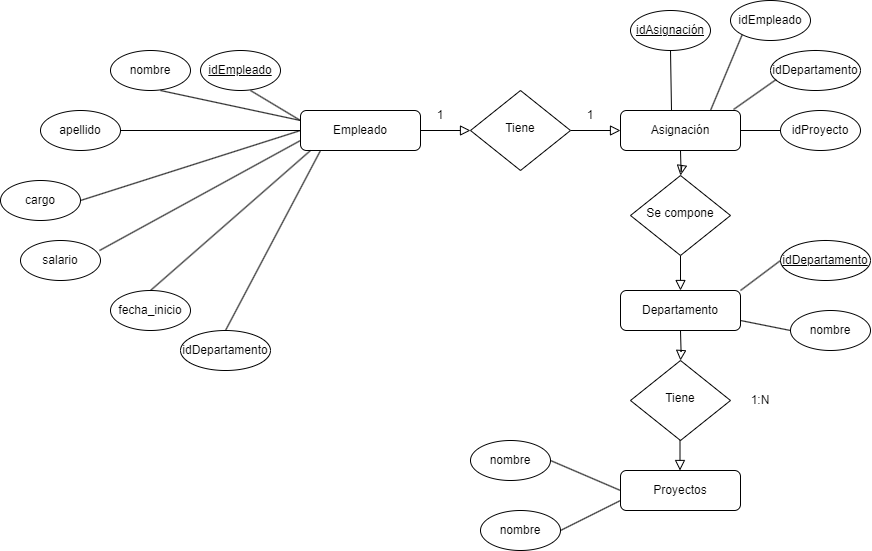 idAsignación
idEmpleado
nombre
idEmpleado
idDepartamento
apellido
Empleado
1
Tiene
1
Asignación
idProyecto
cargo
Se compone
salario
idDepartamento
fecha_inicio
Departamento
nombre
idDepartamento
Tiene
1:N
nombre
Proyectos
nombre